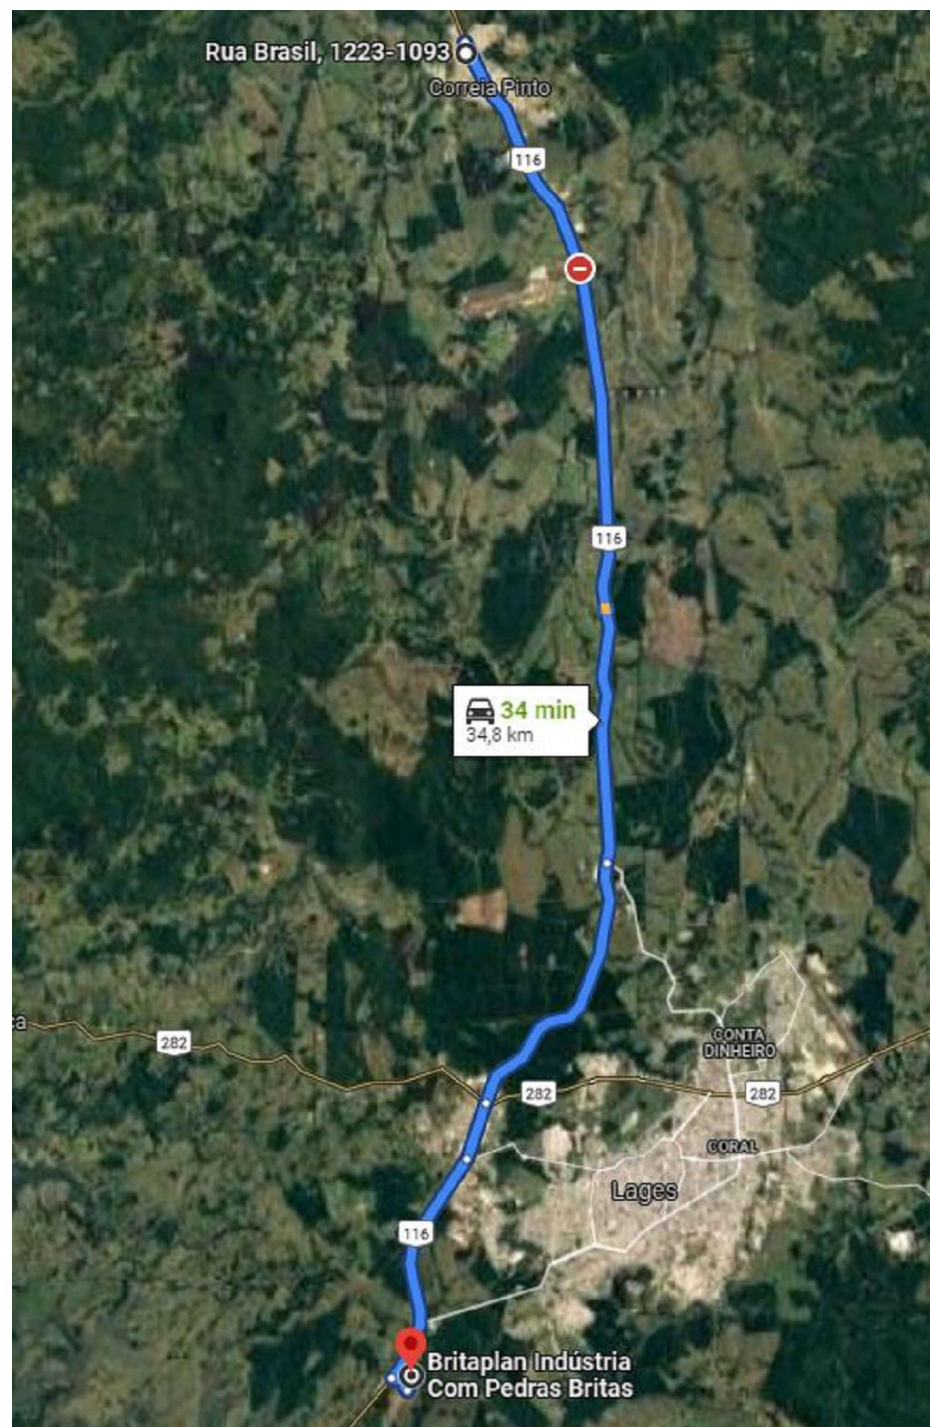 Rua Brasil, 1223-1093
Correia Pinto
116
116
34 min
34,8 km
ca
282
CONTA
DINHEIRO
282
282
CORAL
Lages
116
Britaplan Indústria
Com Pedras Britas